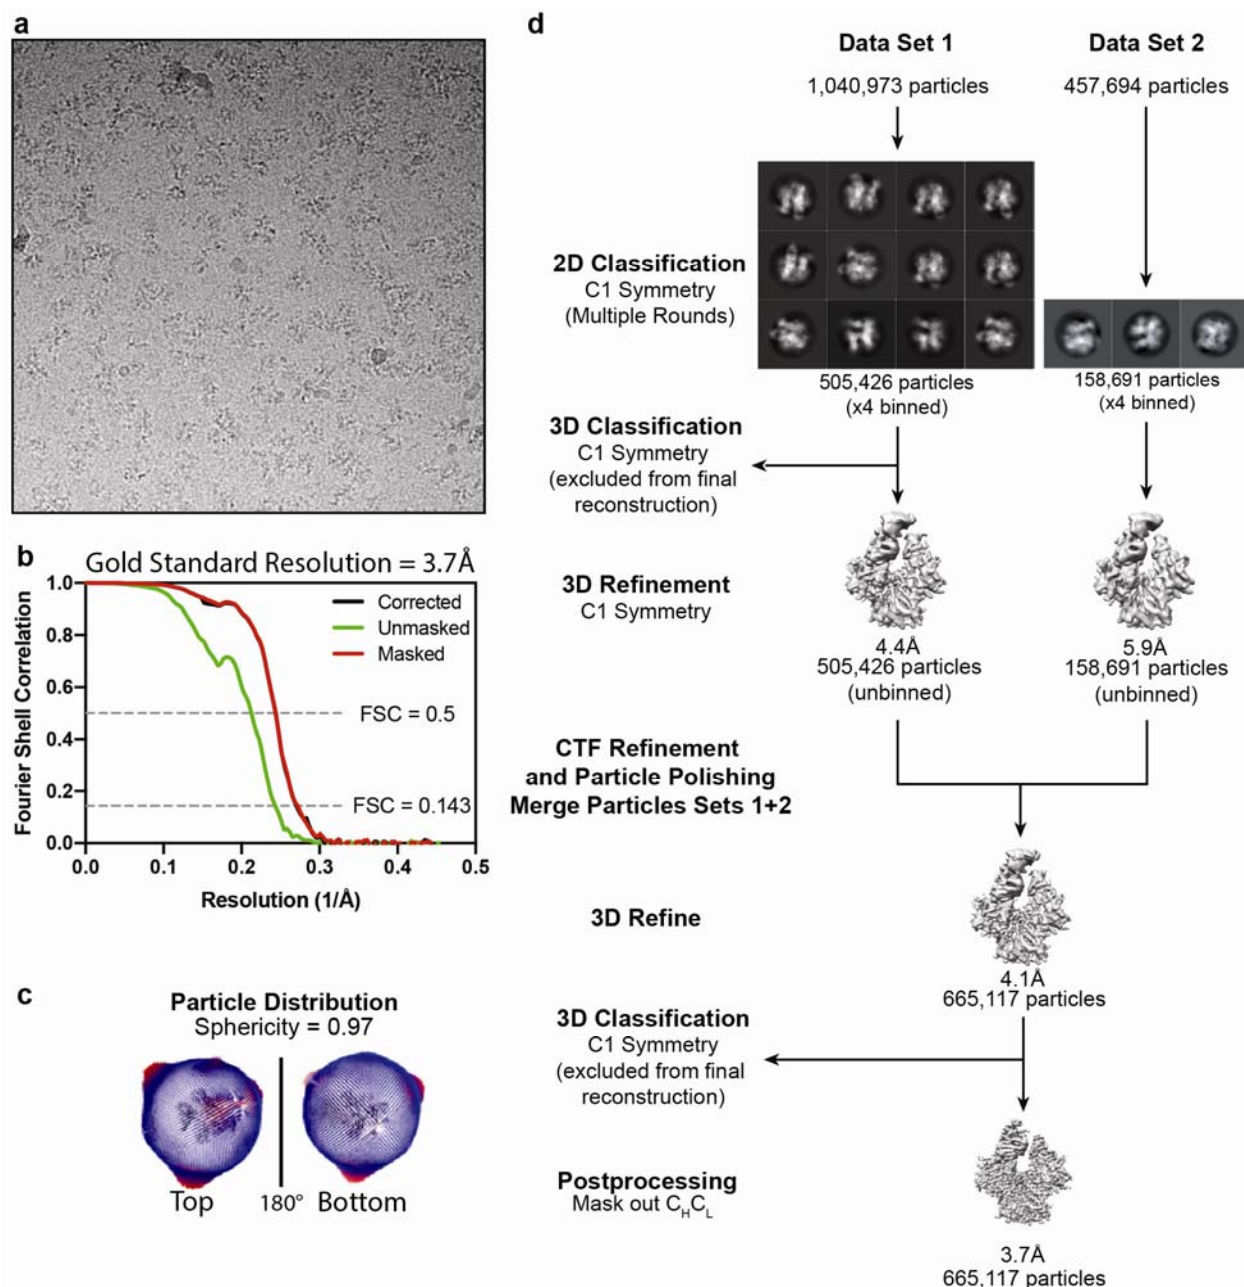 a
b
Gold Standard Resolution = 3.7Å
1.0
0.8
0.6
0.4
0.2
0.0
Fourier Shell Correlation
Corrected
Unmasked
Masked
FSC = 0.5
FSC = 0.143
0.0 0.1 0.2 0.3 0.4 0.5
Resolution (1/Å)
c
Particle Distribution
Sphericity = 0.97
Top 180° Bottom
d
Data Set 1 Data Set 2
1,040,973 particles 457,694 particles
2D Classification
C1 Symmetry
(Multiple Rounds)
505,426 particles
(x4 binned)
158,691 particles
(x4 binned)
3D Classification
C1 Symmetry
(excluded from final
reconstruction)
3D Refinement
C1 Symmetry
4.4Å
505,426 particles
(unbinned)
5.9Å
158,691 particles
(unbinned)
CTF Refinement
and Particle Polishing
Merge Particles Sets 1+2
3D Refine
4.1Å
665,117 particles
3D Classification
C1 Symmetry
(excluded from final
reconstruction)
Postprocessing
Mask out CHCL
3.7Å
665,117 particles